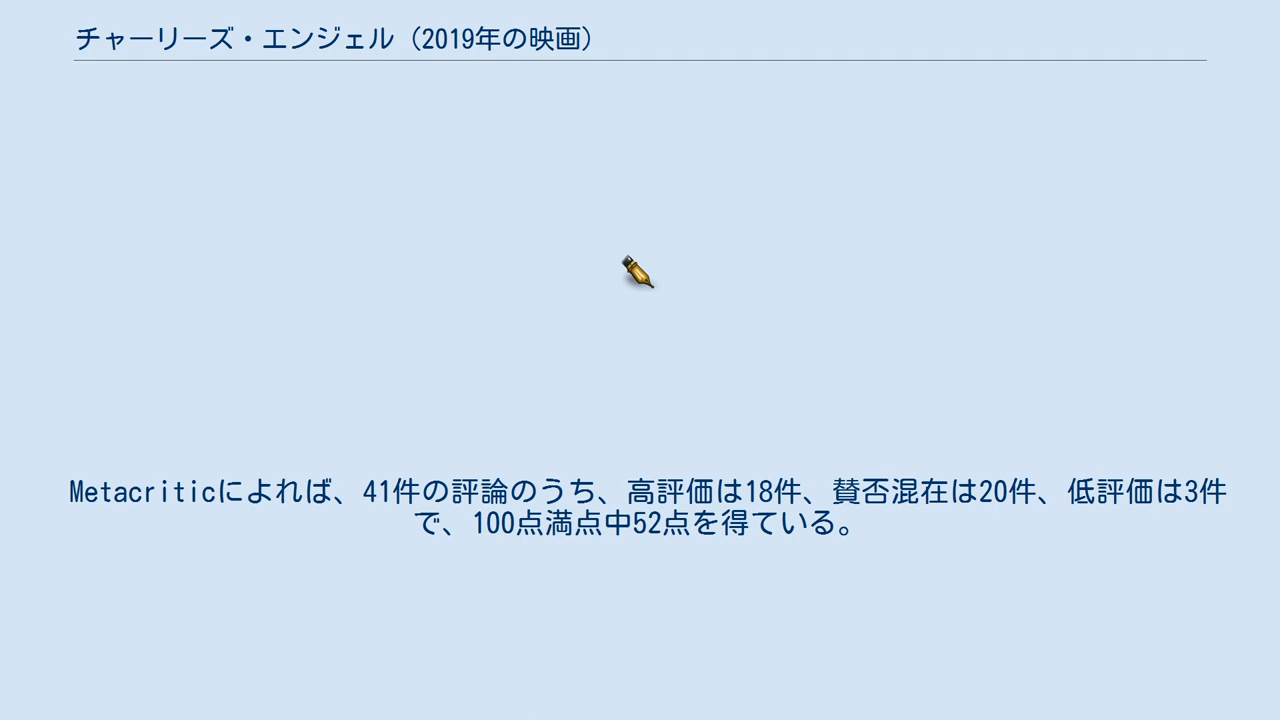 チャーリーズ・エンジェル（2019年の映画）
Metacriticによれば、41件の評論のうち、高評価は18件、賛否混在は20件、低評価は3件
で、100点満点中52点を得ている。